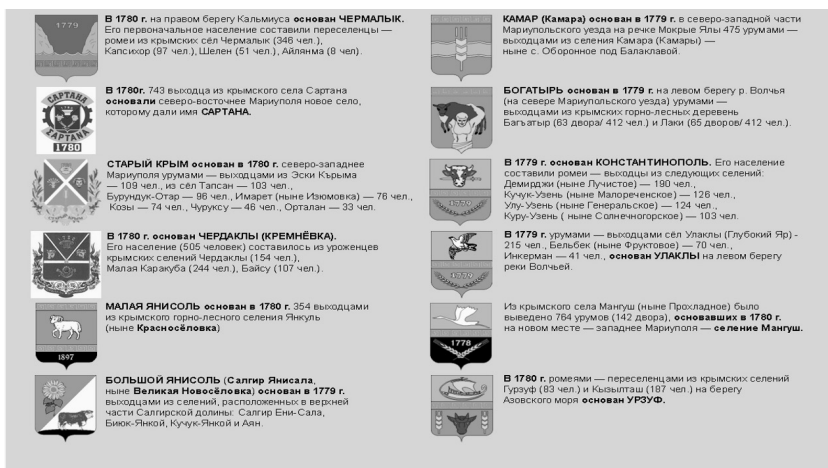 1779
В 1780 г. на правом берегу Кальмиуса основан ЧЕРМАЛЫК.
Его первоначальное население составили переселенцы —
ромеи из крымских сёл Чермалык (346 чел.),
Капсихор (97 чел.), Шелен (51 чел.), Айлянма (8 чел).
САРТАНА
САРТАНА
1780
В 1780г. 743 выходца из крымского села Сартана
основали северо-восточнее Мариуполя новое село,
которому дали имя САРТАНА.
СТАРЫЙ КРЫМ основан в 1780 г. северо-западнее
Мариуполя урумами — выходцами из Эски Кърыма
— 109 чел., из сёл Тапсан — 103 чел.,
Бурундук-Отар — 96 чел., Имарет (ныне Изюмовка) — 76 чел.,
Козы — 74 чел., Чуруксу — 46 чел., Орталан — 33 чел.
В 1780 г. основан ЧЕРДАКЛЫ (КРЕМНЁВКА).
Его население (505 человек) составилось из уроженцев
крымских селений Чердаклы (154 чел.),
Малая Каракуба (244 чел.), Байсу (107 чел.).
МАЛАЯ ЯНИСОЛЬ основан в 1780 г. 354 выходцами
из крымского горно-лесного селения Янкуль
(ныне Красносёловка)
1897
БОЛЬШОЙ ЯНИСОЛЬ (Салгир Янисала,
ныне Великая Новосёловка) основан в 1779 г.
выходцами из селений, расположенных в верхней
части Салгирской долины: Салгир Ени-Сала,
Биюк-Янкой, Кучук-Янкой и Аян.
КАМАР (Камара) основан в 1779 г. в северо-западной части
Мариупольского уезда на речке Мокрые Ялы 475 урумами —
выходцами из селения Камара (Камары) —
ныне с. Оборонное под Балаклавой.
БОГАТЫРЬ основан в 1779 г. на левом берегу р. Волчья
(на севере Мариупольского уезда) урумами —
выходцами из крымских горно-лесных деревень
Багъатыр (63 двора/ 412 чел.) и Лаки (65 дворов/ 412 чел.).
1779
В 1779 г. основан КОНСТАНТИНОПОЛЬ. Его население
составили ромеи — выходцы из следующих селений:
Демирджи (ныне Лучистое) — 190 чел.,
Кучук-Узень (ныне Малореченское) — 126 чел.,
Улу-Узень (ныне Генеральское) — 124 чел.,
Куру-Узень ( ныне Солнечногорское) — 103 чел.
1779
В 1779 г. урумами — выходцами сёл Улаклы (Глубокий Яр) -
215 чел., Бельбек (ныне Фруктовое) — 70 чел.,
Инкерман — 41 чел., основан УЛАКЛЫ на левом берегу
реки Волчьей.
1778
Из крымского села Мангуш (ныне Прохладное) было
выведено 764 урумов (142 двора), основавших в 1780 г.
на новом месте — западнее Мариуполя — селение Мангуш.
В 1780 г. ромеями — переселенцами из крымских селений
Гурзуф (83 чел.) и Кызылташ (187 чел.) на берегу
Азовского моря основан УРЗУФ.